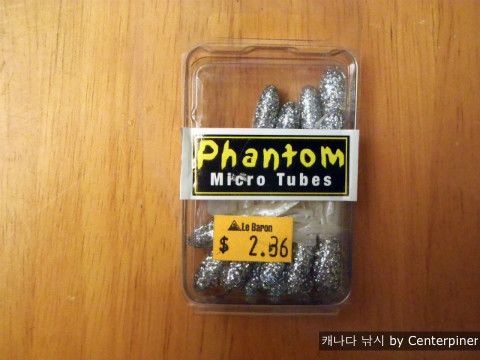 Phantom
Micro Tubes
Le Baron
$ 2.36
캐나다 낚시 by Centerpiner